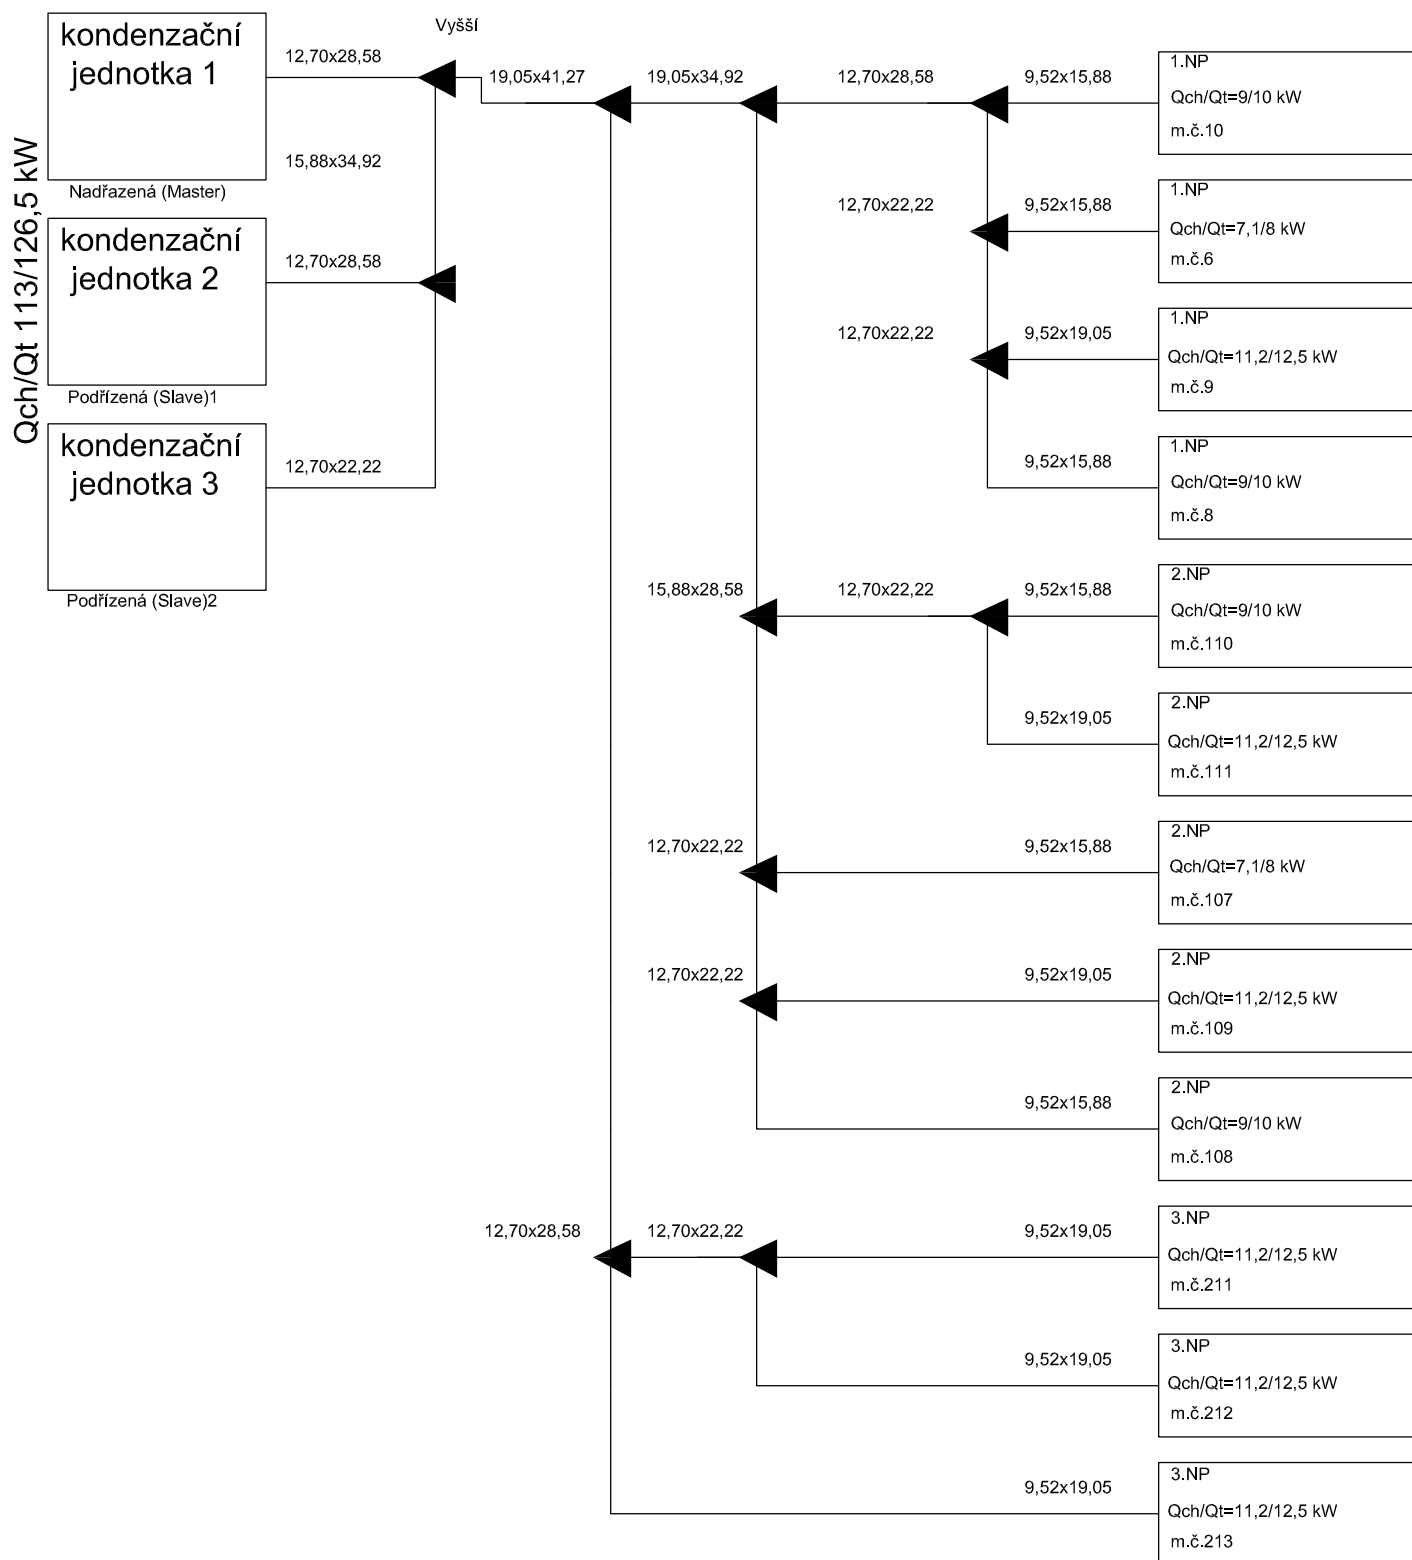 Qch/Qt 113/126,5 kW
kondenzační
jednotka 1
Nadřazená (Master)
kondenzační
jednotka 2
Podřízená (Slave)1
kondenzační
jednotka 3
Podřízená (Slave)2
12,70x28,58
15,88x34,92
12,70x28,58
12,70x22,22
Vyšší
19,05x41,27
19,05x34,92
12,70x28,58
9,52x15,88
1.NP
Qch/Qt=9/10 kW
m.č.10
12,70x22,22
9,52x15,88
1.NP
Qch/Qt=7,1/8 kW
m.č.6
12,70x22,22
9,52x19,05
1.NP
Qch/Qt=11,2/12,5 kW
m.č.9
9,52x15,88
1.NP
Qch/Qt=9/10 kW
m.č.8
15,88x28,58
12,70x22,22
9,52x15,88
2.NP
Qch/Qt=9/10 kW
m.č.110
9,52x19,05
2.NP
Qch/Qt=11,2/12,5 kW
m.č.111
12,70x22,22
9,52x15,88
2.NP
Qch/Qt=7,1/8 kW
m.č.107
12,70x22,22
9,52x19,05
2.NP
Qch/Qt=11,2/12,5 kW
m.č.109
9,52x15,88
2.NP
Qch/Qt=9/10 kW
m.č.108
12,70x28,58
12,70x22,22
9,52x19,05
3.NP
Qch/Qt=11,2/12,5 kW
m.č.211
9,52x19,05
3.NP
Qch/Qt=11,2/12,5 kW
m.č.212
9,52x19,05
3.NP
Qch/Qt=11,2/12,5 kW
m.č.213